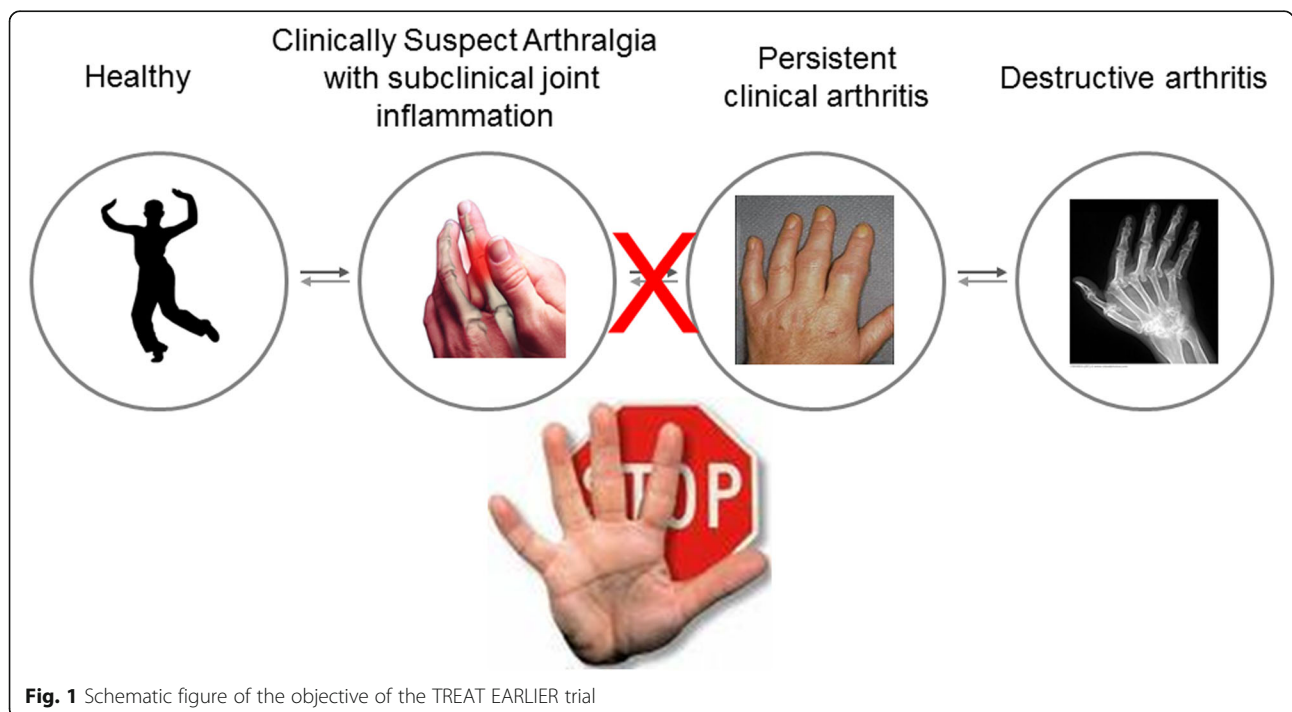 Healthy
Clinically Suspect Arthralgia
with subclinical joint
inflammation
Persistent
clinical arthritis
Destructive arthritis
STOP
Fig. 1 Schematic figure of the objective of the TREAT EARLIER trial